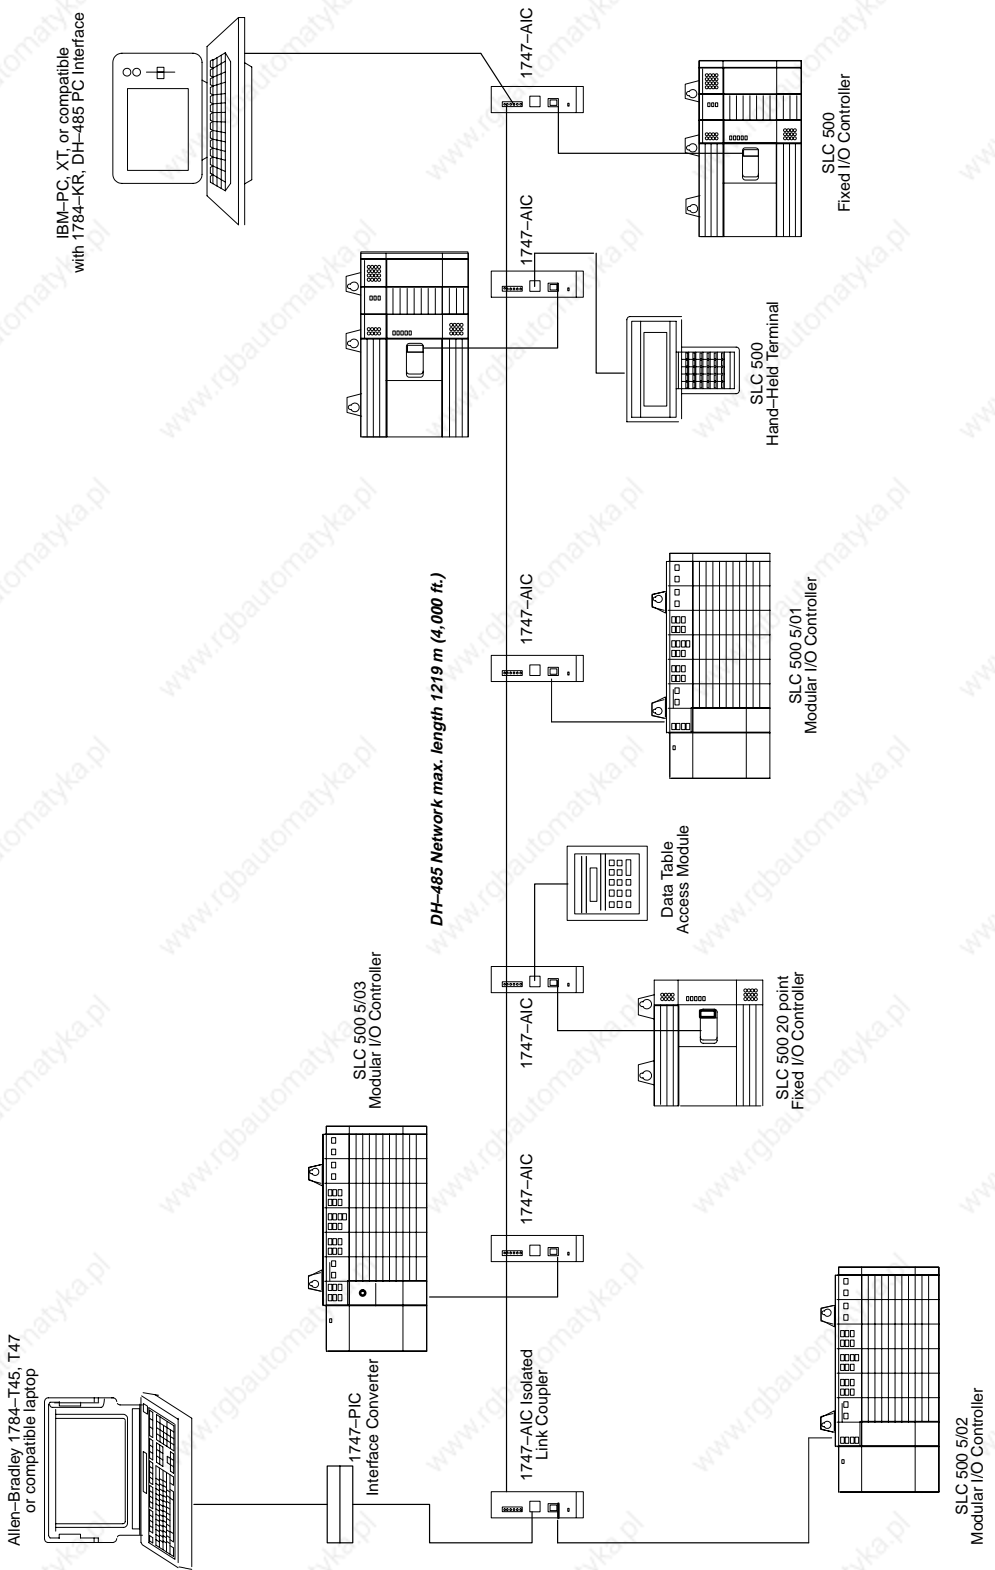 IBM–PC, XT, or compatible
with 1784–KR, DH–485 PC Interface
1747–AIC
SLC 500
Fixed I/O Controller
1747–AIC
SLC 500
Hand–Held Terminal
1747–AIC
SLC 500 5/01
Modular I/O Controller
DH–485 Network max. length 1219 m (4,000 ft.)
Data Table
Access Module
1747–AIC
SLC 500 20 point
Fixed I/O Controller
SLC 500 5/03
Modular I/O Controller
1747–AIC
Allen–Bradley 1784–T45, T47
or compatible laptop
1747–PIC
Interface Converter
1747–AIC Isolated
Link Coupler
SLC 500 5/02
Modular I/O Controller
www.rgbautomatyka.pl